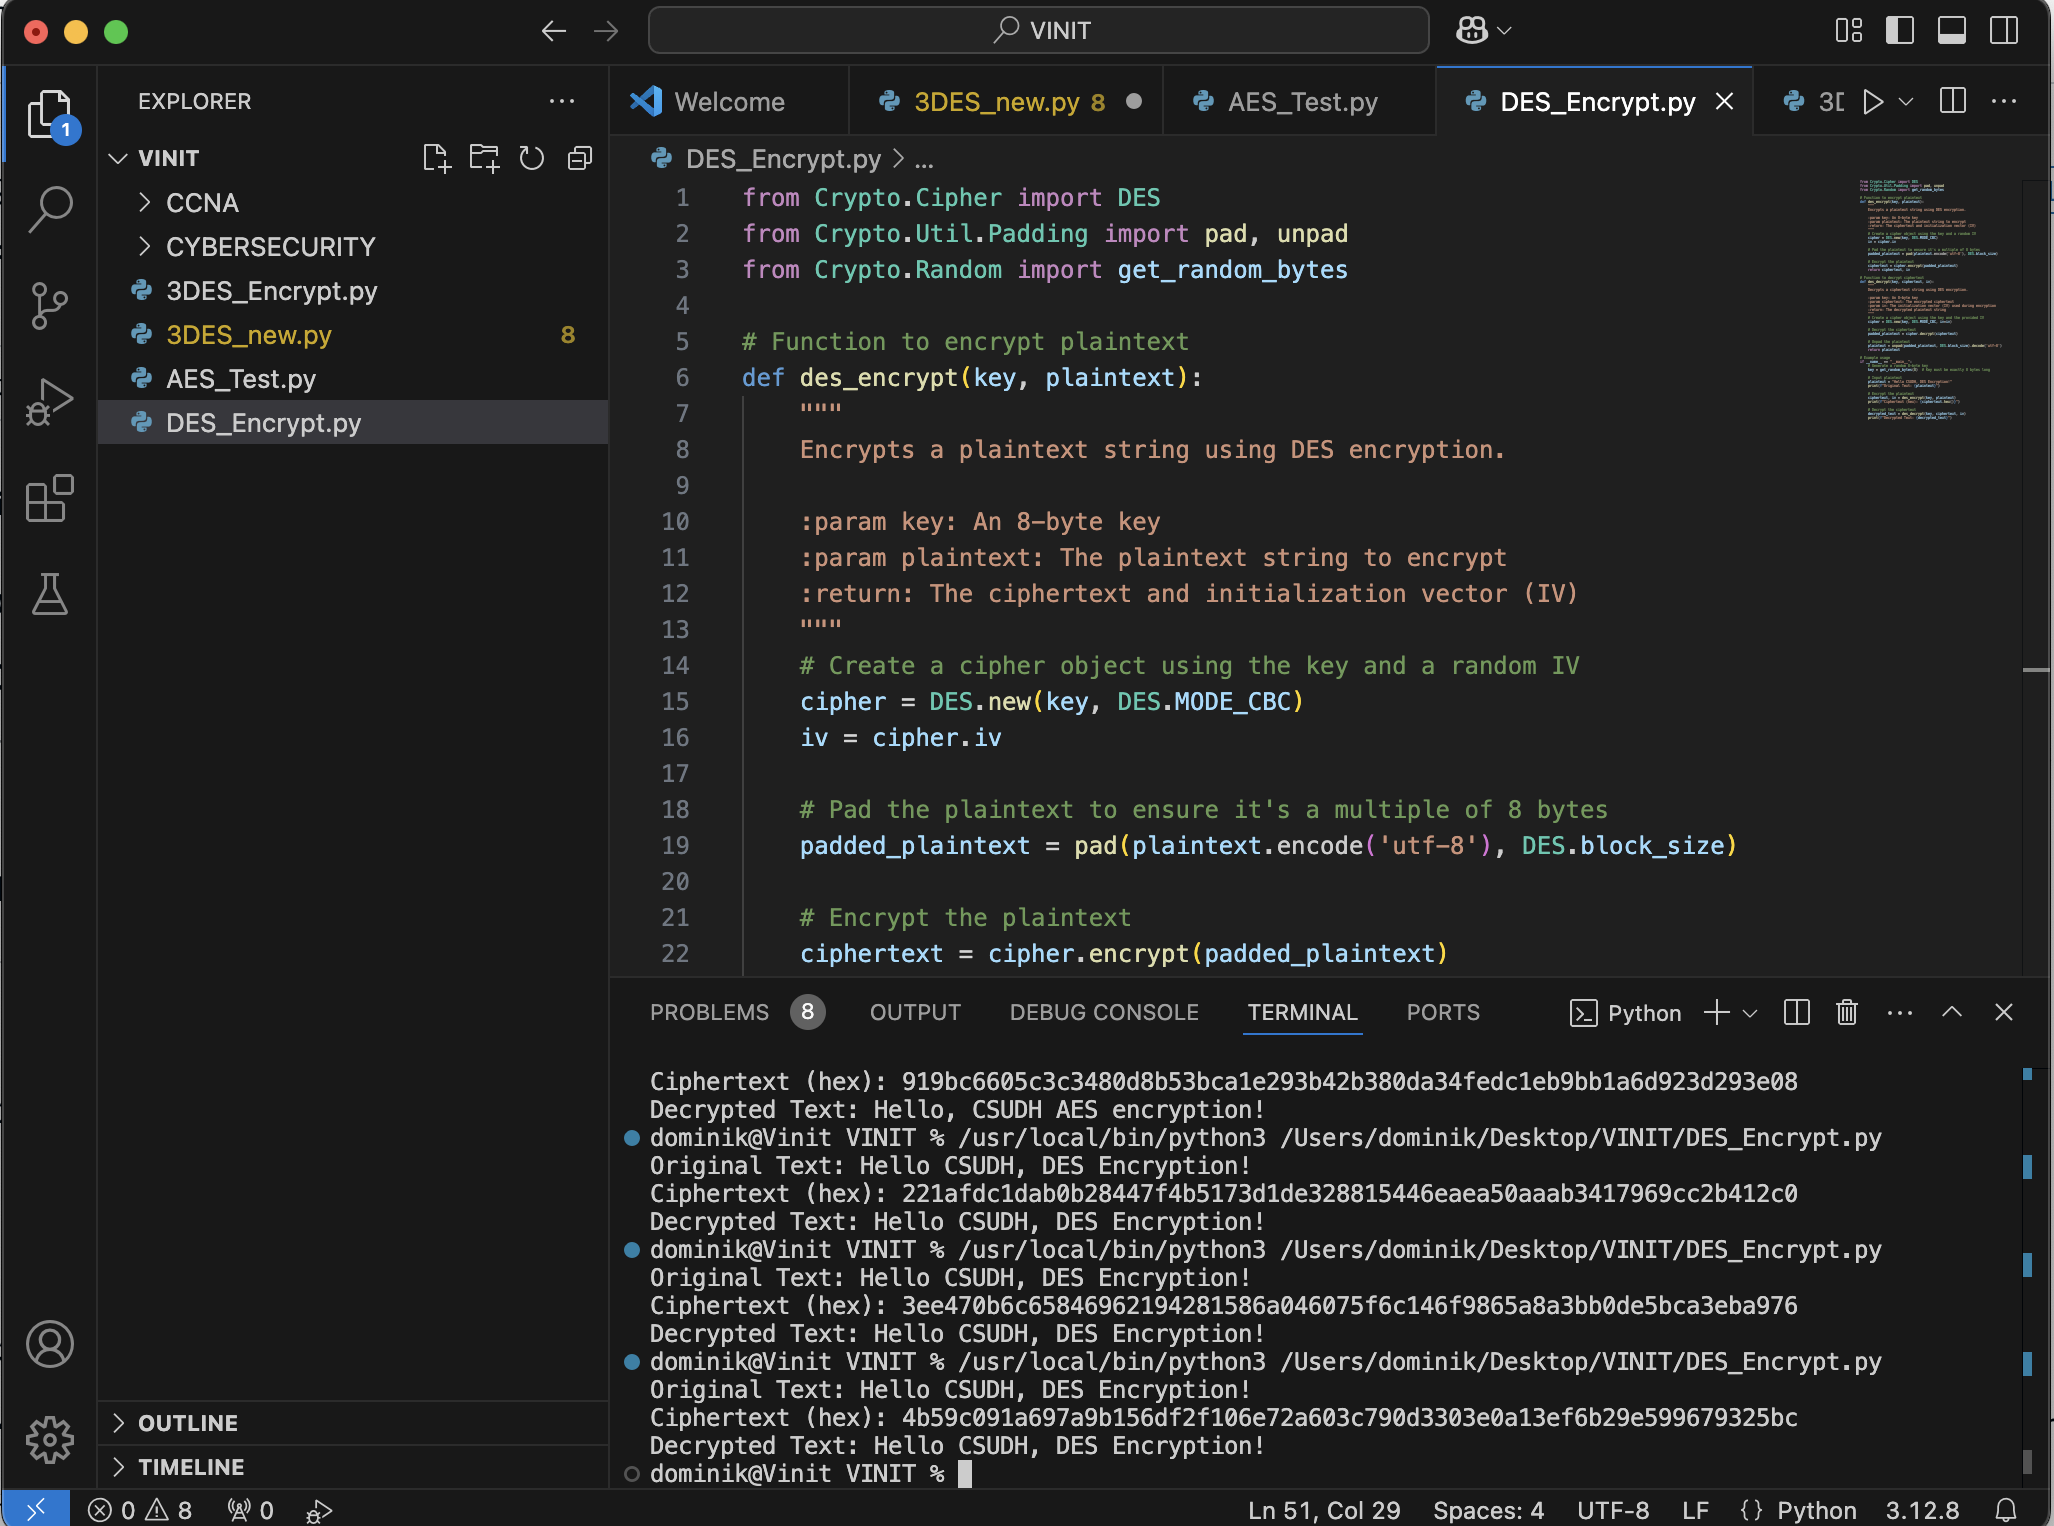 VINIT
EXPLORER
Welcome
3DES_new.py 8
AES_Test.py
DES_Encrypt.py
3D
1
VINIT
CCNA
CYBERSECURITY
3DES_Encrypt.py
3DES_new.py 8
AES_Test.py
DES_Encrypt.py
OUTLINE
TIMELINE
DES_Encrypt.py > ...
1 from Crypto.Cipher import DES
2 from Crypto.Util.Padding import pad, unpad
3 from Crypto.Random import get_random_bytes
4
5 # Function to encrypt plaintext
6 def des_encrypt(key, plaintext):
7 """
8 Encrypts a plaintext string using DES encryption.
9
10 :param key: An 8-byte key
11 :param plaintext: The plaintext string to encrypt
12 :return: The ciphertext and initialization vector (IV)
13 """
14 # Create a cipher object using the key and a random IV
15 cipher = DES.new(key, DES.MODE_CBC)
16 iv = cipher.iv
17
18 # Pad the plaintext to ensure it's a multiple of 8 bytes
19 padded_plaintext = pad(plaintext.encode('utf-8'), DES.block_size)
20
21 # Encrypt the plaintext
22 ciphertext = cipher.encrypt(padded_plaintext)
PROBLEMS 8 OUTPUT DEBUG CONSOLE TERMINAL PORTS Python
Ciphertext (hex): 919bc6605c3c3480d8b53bca1e293b42b380da34fedc1eb9bb1a6d923d293e08
Decrypted Text: Hello, CSUDH AES encryption!
dominik@Vinit VINIT % /usr/local/bin/python3 /Users/dominik/Desktop/VINIT/DES_Encrypt.py
Original Text: Hello CSUDH, DES Encryption!
Ciphertext (hex): 221afdc1dab0b28447f4b5173d1de328815446eaea50aaab3417969cc2b412c0
Decrypted Text: Hello CSUDH, DES Encryption!
dominik@Vinit VINIT % /usr/local/bin/python3 /Users/dominik/Desktop/VINIT/DES_Encrypt.py
Original Text: Hello CSUDH, DES Encryption!
Ciphertext (hex): 3ee470b6c65846962194281586a046075f6c146f9865a8a3bb0de5bca3eba976
Decrypted Text: Hello CSUDH, DES Encryption!
dominik@Vinit VINIT % /usr/local/bin/python3 /Users/dominik/Desktop/VINIT/DES_Encrypt.py
Original Text: Hello CSUDH, DES Encryption!
Ciphertext (hex): 4b59c091a697a9b156df2f106e72a603c790d3303e0a13ef6b29e599679325bc
Decrypted Text: Hello CSUDH, DES Encryption!
dominik@Vinit VINIT %
0 8 0 Ln 51, Col 29 Spaces: 4 UTF-8 LF {} Python 3.12.8